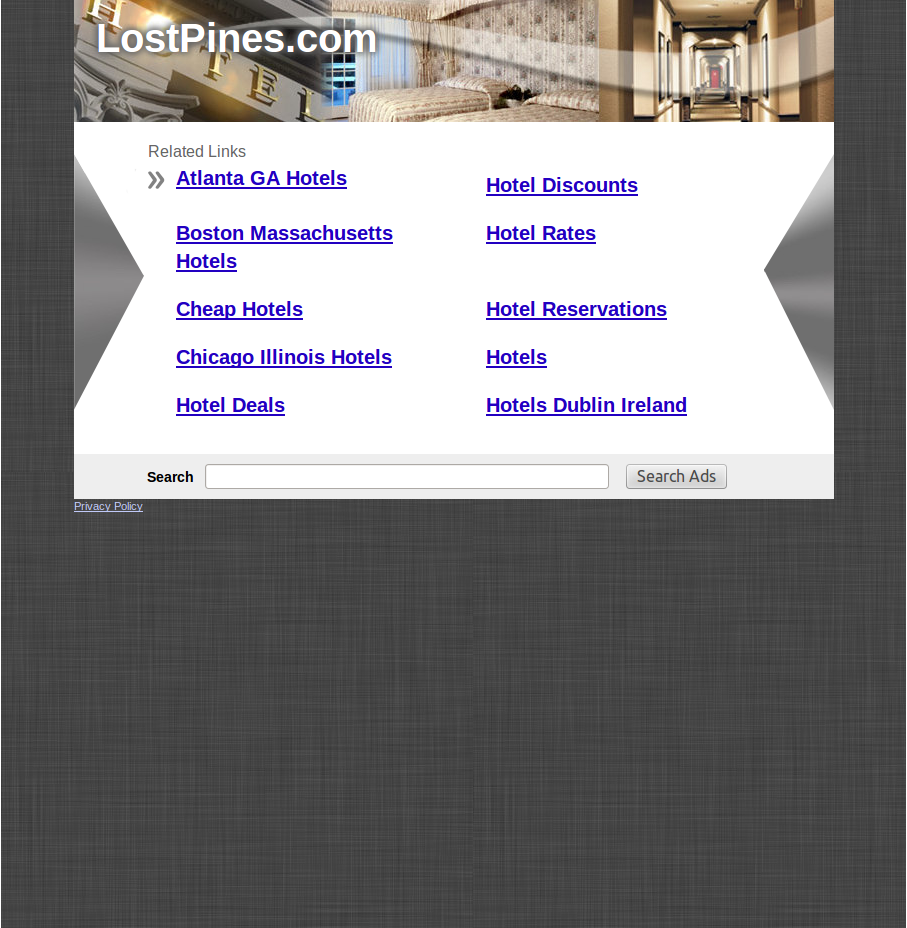 LostPines.com
Related Links
Atlanta GA Hotels
Hotel Discounts
Boston Massachusetts
Hotels
Hotel Rates
Cheap Hotels
Hotel Reservations
Chicago Illinois Hotels
Hotels
Hotel Deals
Hotels Dublin Ireland
Search
Search Ads
Privacy Policy